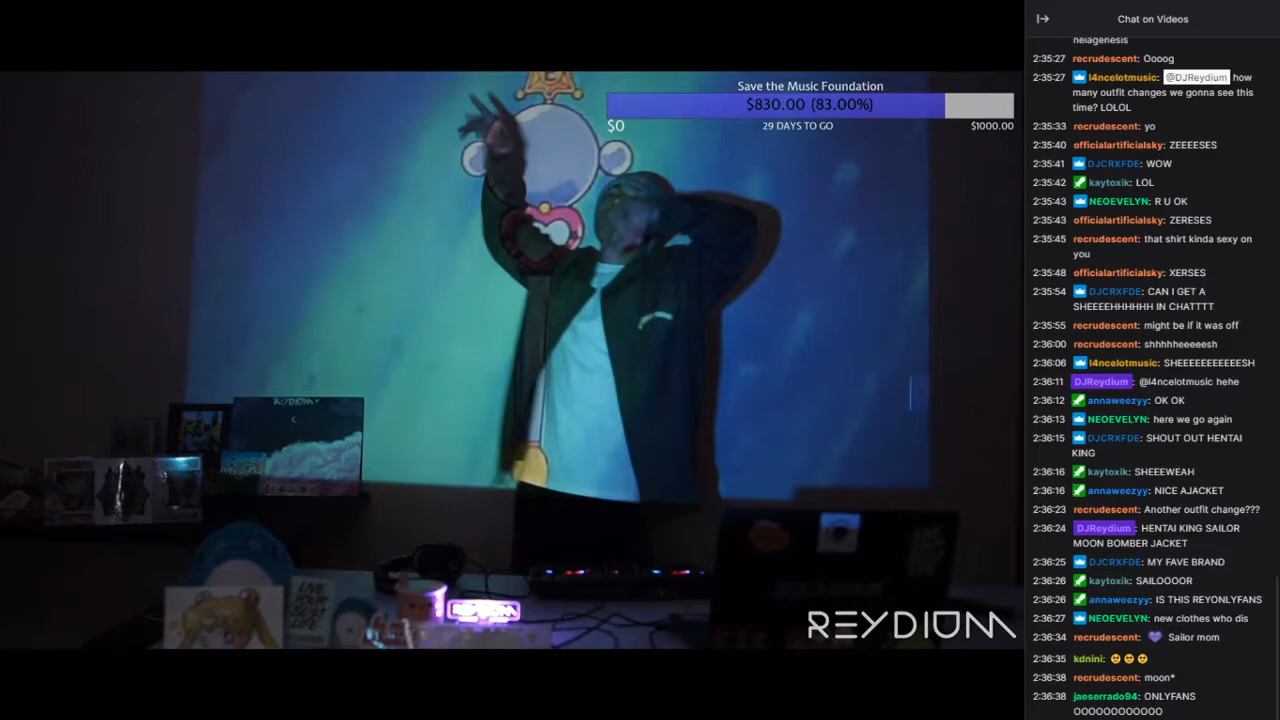 Save the Music Foundation
$830.00 (83.00%)
$0
29 DAYS TO GO
$1000.00
REYDIUM
REYDIUM
REYDIUM
Chat on Videos
nelagenesis
2:35:27 recrudescent: Oooog
2:35:27 l4ncelotmusic: @DJReydium how
many outfit changes we gonna see this
time? LOLOL
2:35:33 recrudescent: yo
2:35:40 officialartificialsky: ZEEEESES
2:35:41 DJCRXFDE: WOW
2:35:42 kaytoxik: LOL
2:35:43 NEOEVELYN: R U OK
2:35:43 officialartificialsky: ZERESES
2:35:45 recrudescent: that shirt kinda sexy on
you
2:35:48 officialartificialsky: XERSES
2:35:54 DJCRXFDE: CAN I GET A
SHEEEEHHHHHH IN CHATTTT
2:35:55 recrudescent: might be if it was off
2:36:00 recrudescent: shhhhheeeeesh
2:36:06 l4ncelotmusic: SHEEEEEEEEEEESH
2:36:11 DJReydium: @l4ncelotmusic hehe
2:36:12 annaweezyy: OK OK
2:36:13 NEOEVELYN: here we go again
2:36:15 DJCRXFDE: SHOUT OUT HENTAI
KING
2:36:16 kaytoxik: SHEEEWEAH
2:36:16 annaweezyy: NICE AJACKET
2:36:23 recrudescent: Another outfit change???
2:36:24 DJReydium: HENTAI KING SAILOR
MOON BOMBER JACKET
2:36:25 DJCRXFDE: MY FAVE BRAND
2:36:26 kaytoxik: SAILOOOOR
2:36:26 annaweezyy: IS THIS REYONLYFANS
2:36:27 NEOEVELYN: new clothes who dis
2:36:34 recrudescent: Sailor mom
2:36:35 kdnini:
2:36:38 recrudescent: moon*
2:36:38 jaeserrado94: ONLYFANS
OOOOOOOOOOOO